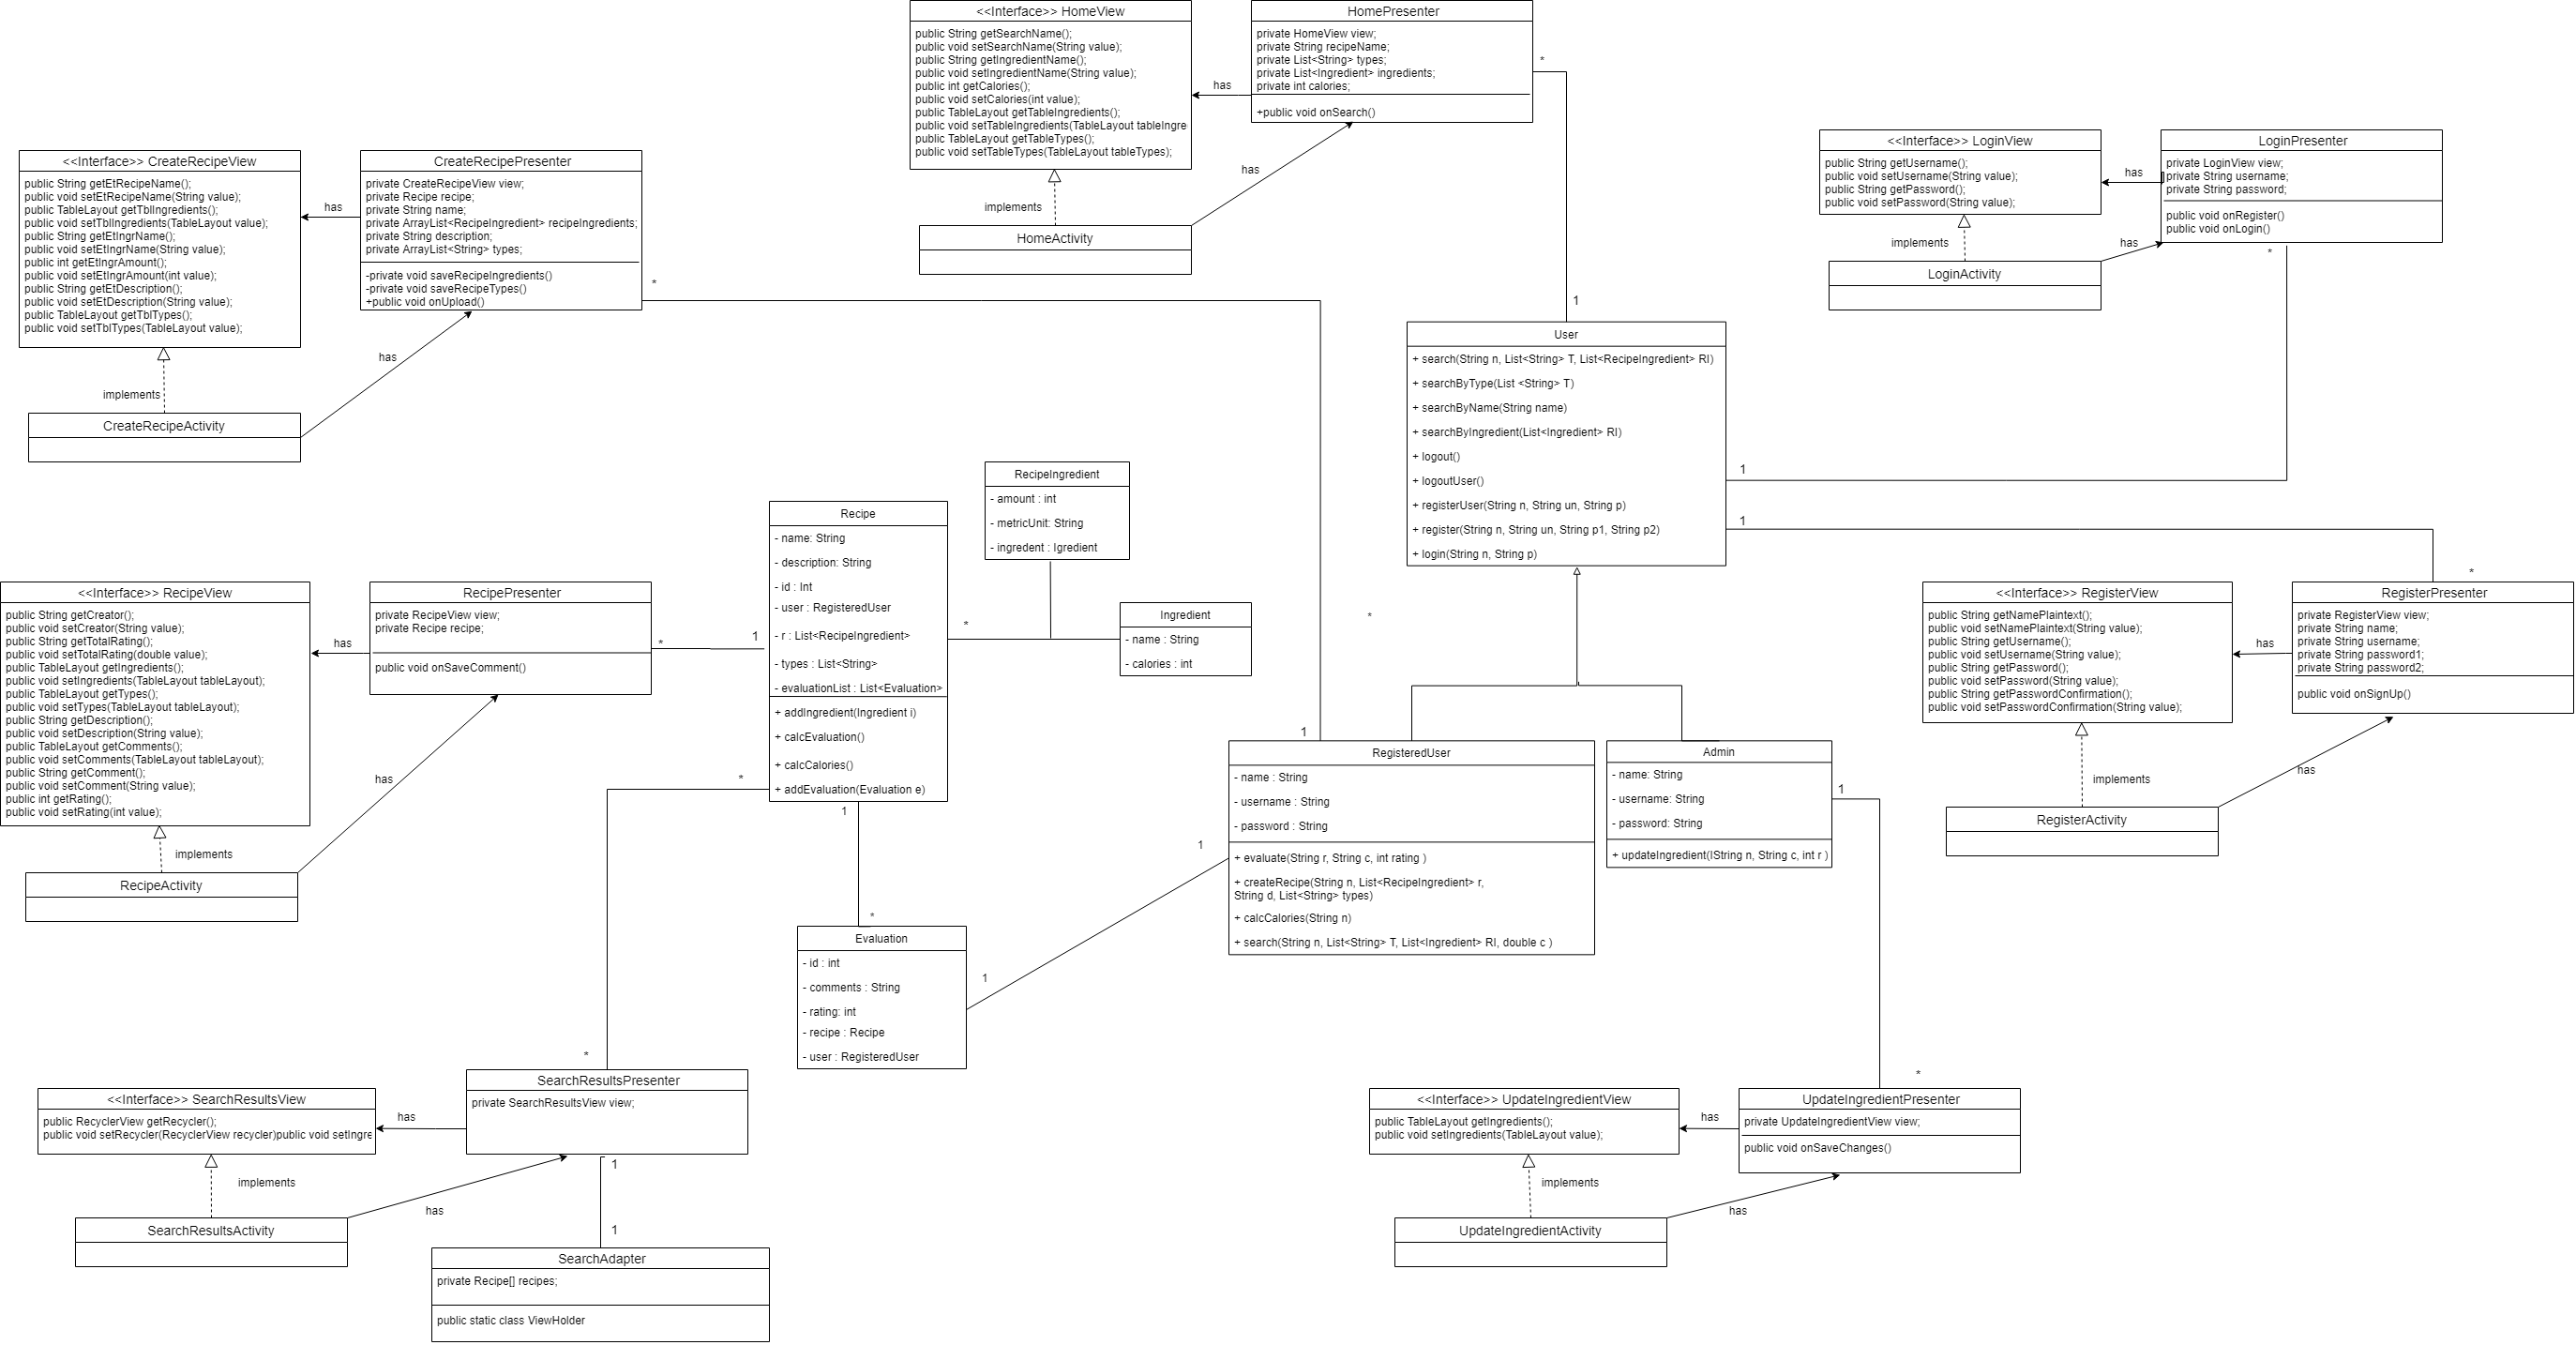 <<Interface>> HomeView
public String getSearchName();
public void setSearchName(String value);
public String getIngredientName();
public void setIngredientName(String value);
public int getCalories();
public void setCalories(int value);
public TableLayout getTableIngredients();
public void setTableIngredients(TableLayout tableIngre
public TableLayout getTableTypes();
public void setTableTypes(TableLayout tableTypes);
has
HomePresenter
private HomeView view;
private String recipeName;
private List<String> types;
private List<Ingredient> ingredients;
private int calories;
+public void onSearch()
*
1
implements
has
HomeActivity
<<Interface>> CreateRecipeView
public String getEtRecipeName();
public void setEtRecipeName(String value);
public TableLayout getTblIngredients();
public void setTblIngredients(TableLayout value);
public String getEtIngrName();
public void setEtIngrName(String value);
public int getEtIngrAmount();
public void setEtIngrAmount(int value);
public String getEtDescription();
public void setEtDescription(String value);
public TableLayout getTblTypes();
public void setTblTypes(TableLayout value);
has
CreateRecipePresenter
private CreateRecipeView view;
private Recipe recipe;
private String name;
private ArrayList<RecipeIngredient> recipeIngredients;
private String description;
private ArrayList<String> types;
-private void saveRecipeIngredients()
-private void saveRecipeTypes()
+public void onUpload()
*
has
implements
CreateRecipeActivity
<<Interface>> LoginView
public String getUsername();
public void setUsername(String value);
public String getPassword();
public void setPassword(String value);
has
LoginPresenter
private LoginView view;
private String username;
private String password;
public void onRegister()
public void onLogin()
*
implements
has
LoginActivity
User
+ search(String n, List<String> T, List<RecipeIngredient> RI)
+ searchByType(List <String> T)
+ searchByName(String name)
+ searchByIngredient(List<Ingredient> RI)
+ logout()
+ logoutUser()
+ registerUser(String n, String un, String p)
+ register(String n, String un, String p1, String p2)
+ login(String n, String p)
1
1
RecipeIngredient
- amount : int
- metricUnit: String
- ingredent : Igredient
Recipe
- name: String
- description: String
- id : Int
- user : RegisteredUser
- r : List<RecipeIngredient>
- types : List<String>
- evaluationList : List<Evaluation>
+ addIngredient(Ingredient i)
+ calcEvaluation()
+ calcCalories()
+ addEvaluation(Evaluation e)
*
Ingredient
- name : String
- calories : int
*
<<Interface>> RecipeView
public String getCreator();
public void setCreator(String value);
public String getTotalRating();
public void setTotalRating(double value);
public TableLayout getIngredients();
public void setIngredients(TableLayout tableLayout);
public TableLayout getTypes();
public void setTypes(TableLayout tableLayout);
public String getDescription();
public void setDescription(String value);
public TableLayout getComments();
public void setComments(TableLayout tableLayout);
public String getComment();
public void setComment(String value);
public int getRating();
public void setRating(int value);
has
RecipePresenter
private RecipeView view;
private Recipe recipe;
public void onSaveComment()
*
1
has
implements
RecipeActivity
*
1
*
<<Interface>> RegisterView
public String getNamePlaintext();
public void setNamePlaintext(String value);
public String getUsername();
public void setUsername(String value);
public String getPassword();
public void setPassword(String value);
public String getPasswordConfirmation();
public void setPasswordConfirmation(String value);
has
*
RegisterPresenter
private RegisterView view;
private String name;
private String username;
private String password1;
private String password2;
public void onSignUp()
implements
has
RegisterActivity
1
RegisteredUser
- name : String
- username : String
- password : String
+ evaluate(String r, String c, int rating )
+ createRecipe(String n, List<RecipeIngredient> r,
String d, List<String> types)
+ calcCalories(String n)
+ search(String n, List<String> T, List<Ingredient> RI, double c )
Admin
- name: String
- username: String
- password: String
+ updateIngredient(IString n, String c, int r )
1
1
Evaluation
- id : int
- comments : String
- rating: int
- recipe : Recipe
- user : RegisteredUser
1
*
<<Interface>> SearchResultsView
public RecyclerView getRecycler();
public void setRecycler(RecyclerView recycler)public void setIngre
has
SearchResultsPresenter
private SearchResultsView view;
implements
has
SearchResultsActivity
1
1
SearchAdapter
private Recipe[] recipes;
public static class ViewHolder
<<Interface>> UpdateIngredientView
public TableLayout getIngredients();
public void setIngredients(TableLayout value);
has
*
UpdateIngredientPresenter
private UpdateIngredientView view;
public void onSaveChanges()
implements
has
UpdateIngredientActivity